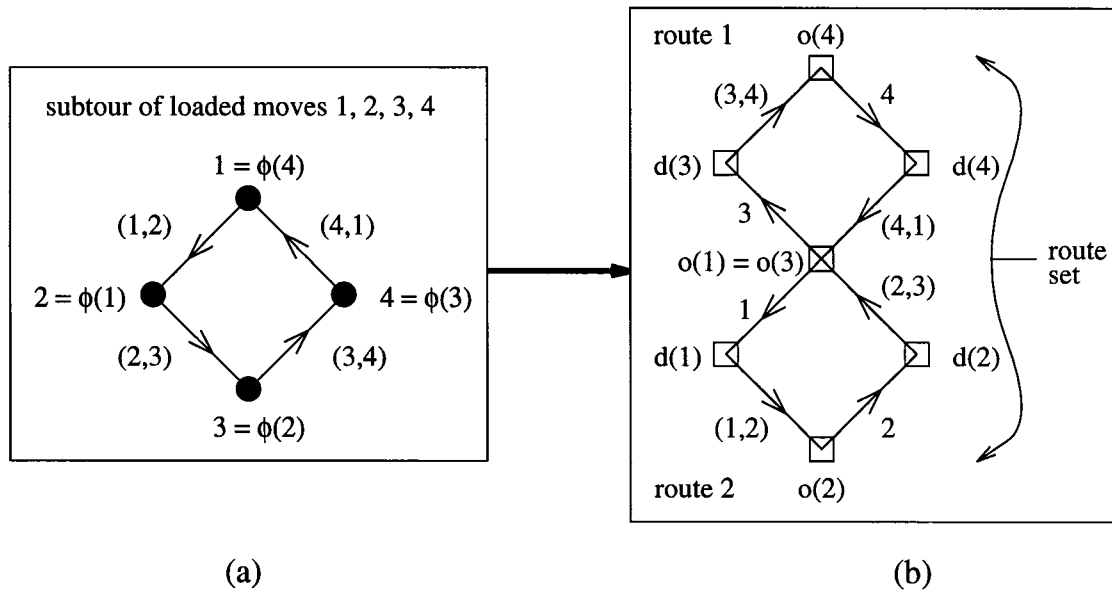 subtour of loaded moves 1, 2, 3, 4
1 = ϕ(4)
(1,2)
(4,1)
2 = ϕ(1)
4 = ϕ(3)
(2,3)
(3,4)
3 = ϕ(2)
(a)
route 1
o(4)
(3,4)
4
d(3)
d(4)
3
(4,1)
o(1) = o(3)
route
set
1
(2,3)
d(1)
d(2)
(1,2)
2
route 2
o(2)
(b)